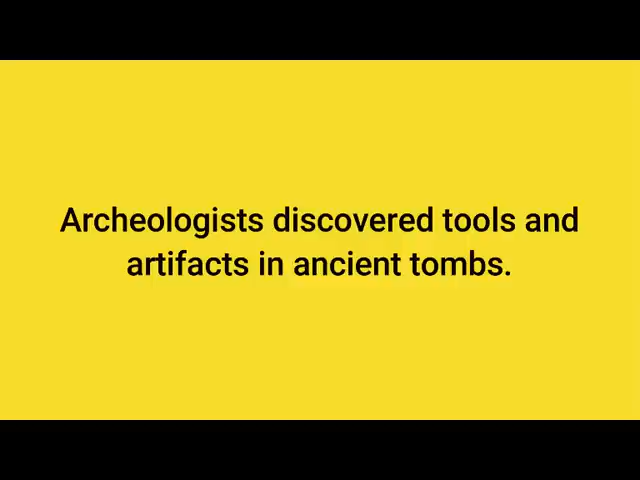 Archeologists discovered tools and
artifacts in ancient tombs.